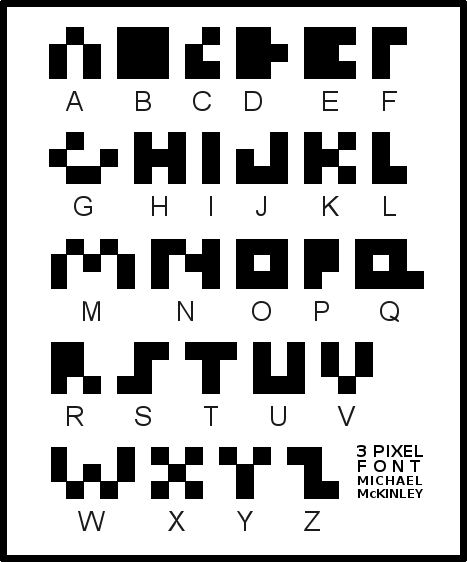 A B C D E F
A B C D E F
G H I J K L
G H I J K L
M N O P Q
M N O P Q
R S T U V
R S T U V
W X Y Z
3 PIXEL
FONT
MICHAEL
McKINLEY
W X Y Z